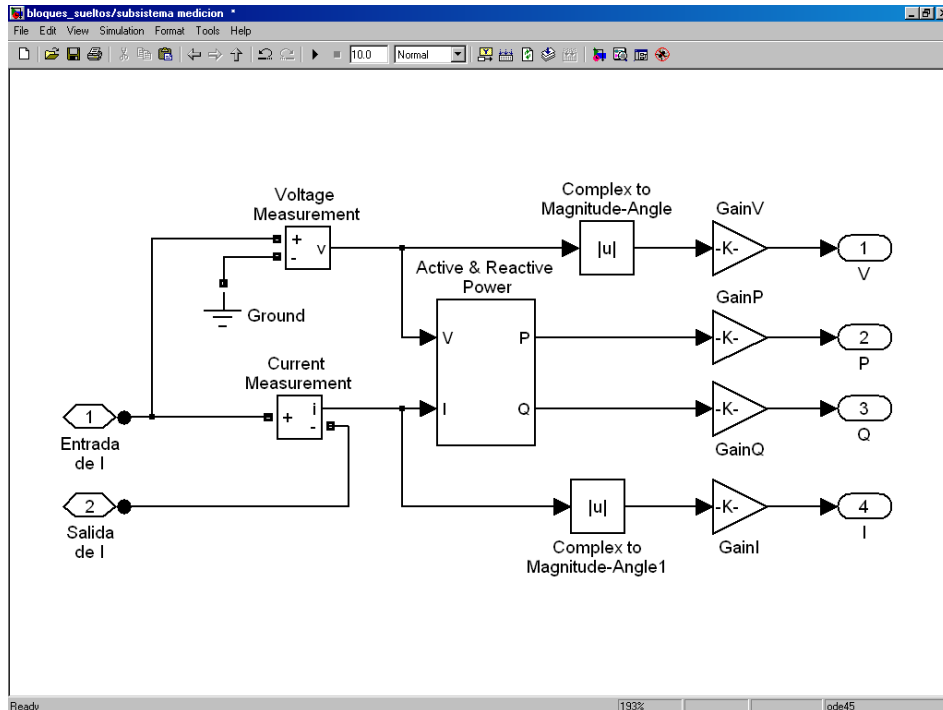 bloques_sueltos/subsistema medicion *
File Edit View Simulation Format Tools Help
10.0 Normal
Voltage
Measurement
+
-
v
Ground
Complex to
Magnitude-Angle
|u|
GainV
-K-
1
V
Active & Reactive
Power
V
I
P
Q
GainP
-K-
2
P
Current
Measurement
+
i
-
1
Entrada
de I
2
Salida
de I
-K-
GainQ
3
Q
|u|
Complex to
Magnitude-Angle1
-K-
GainI
4
I
Ready 193% ode45